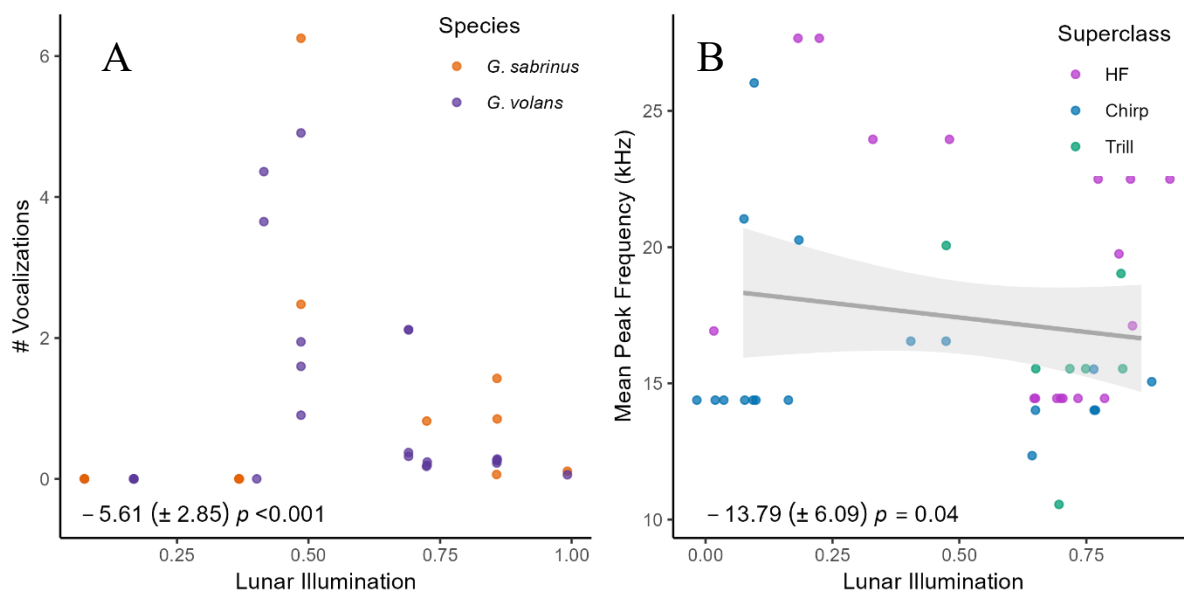 A
Species
G. sabrinus
G. volans
# Vocalizations
6
4
2
0
− 5.61 (± 2.85) p <0.001
0.25 0.50 0.75 1.00
Lunar Illumination
B
Superclass
HF
Chirp
Trill
Mean Peak Frequency (kHz)
25
20
15
10
− 13.79 (± 6.09) p = 0.04
0.00 0.25 0.50 0.75
Lunar Illumination